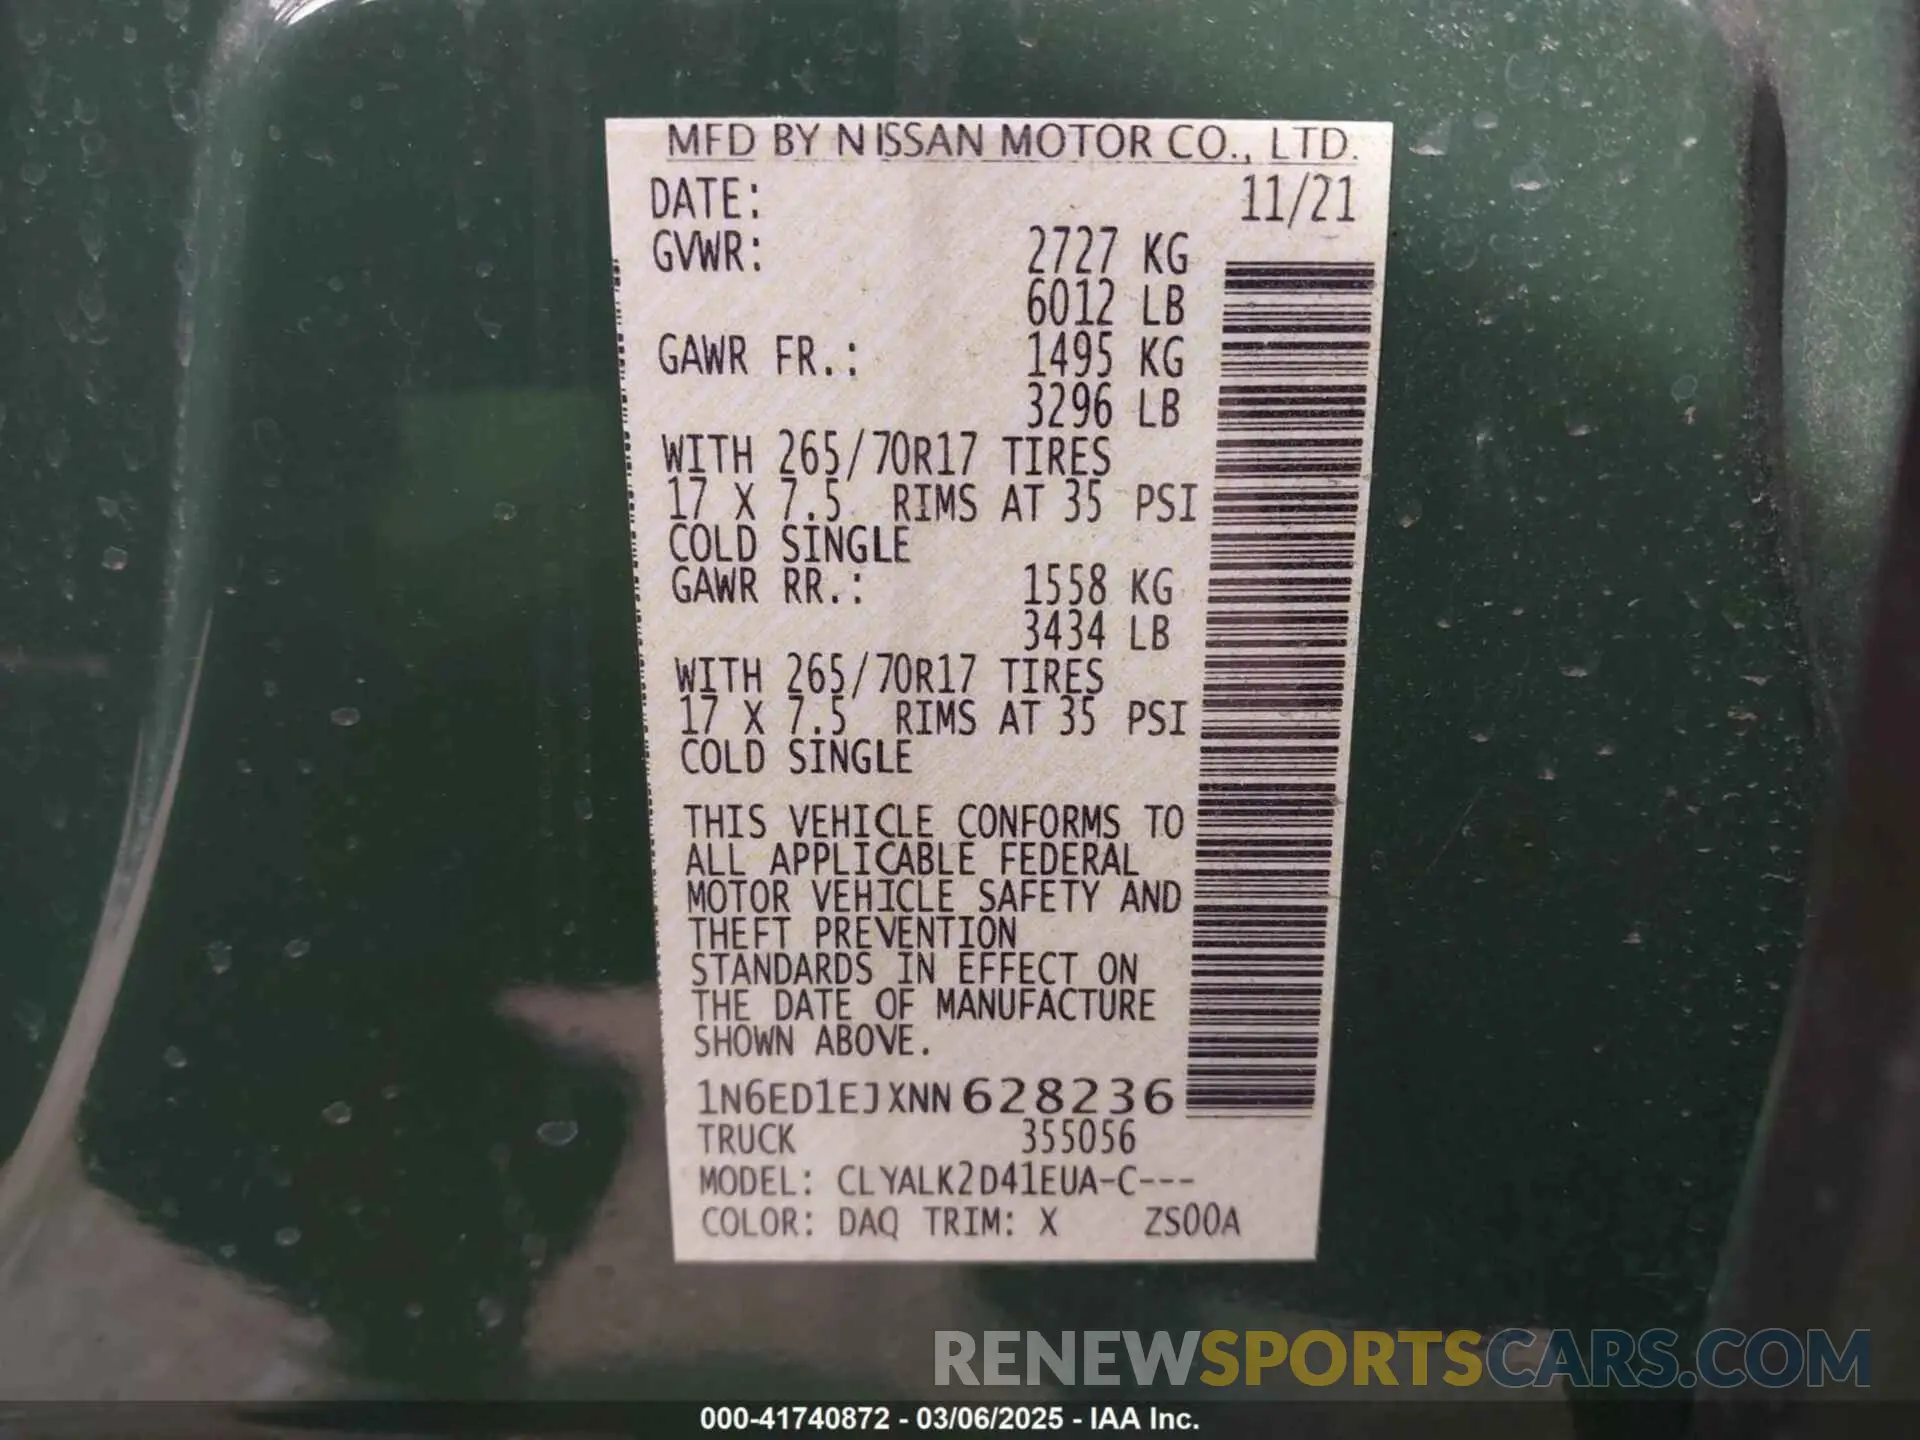 MFD BY NISSAN MOTOR CO., LTD.
DATE: 11/21
GVWR: 2727 KG
6012 LB
GAWR FR.: 1495 KG
3296 LB
WITH 265/70R17 TIRES
17 X 7.5 RIMS AT 35 PSI
COLD SINGLE
GAWR RR.: 1558 KG
3434 LB
WITH 265/70R17 TIRES
17 X 7.5 RIMS AT 35 PSI
COLD SINGLE
THIS VEHICLE CONFORMS TO
ALL APPLICABLE FEDERAL
MOTOR VEHICLE SAFETY AND
THEFT PREVENTION
STANDARDS IN EFFECT ON
THE DATE OF MANUFACTURE
SHOWN ABOVE.
1N6ED1EJXNN628236
TRUCK 355056
MODEL: CLYALK2D41EUA-C---
COLOR: DAQ TRIM: X ZS00A
RENEWSPORTSCARS.COM
000-41740872 - 03/06/2025 - IAA Inc.